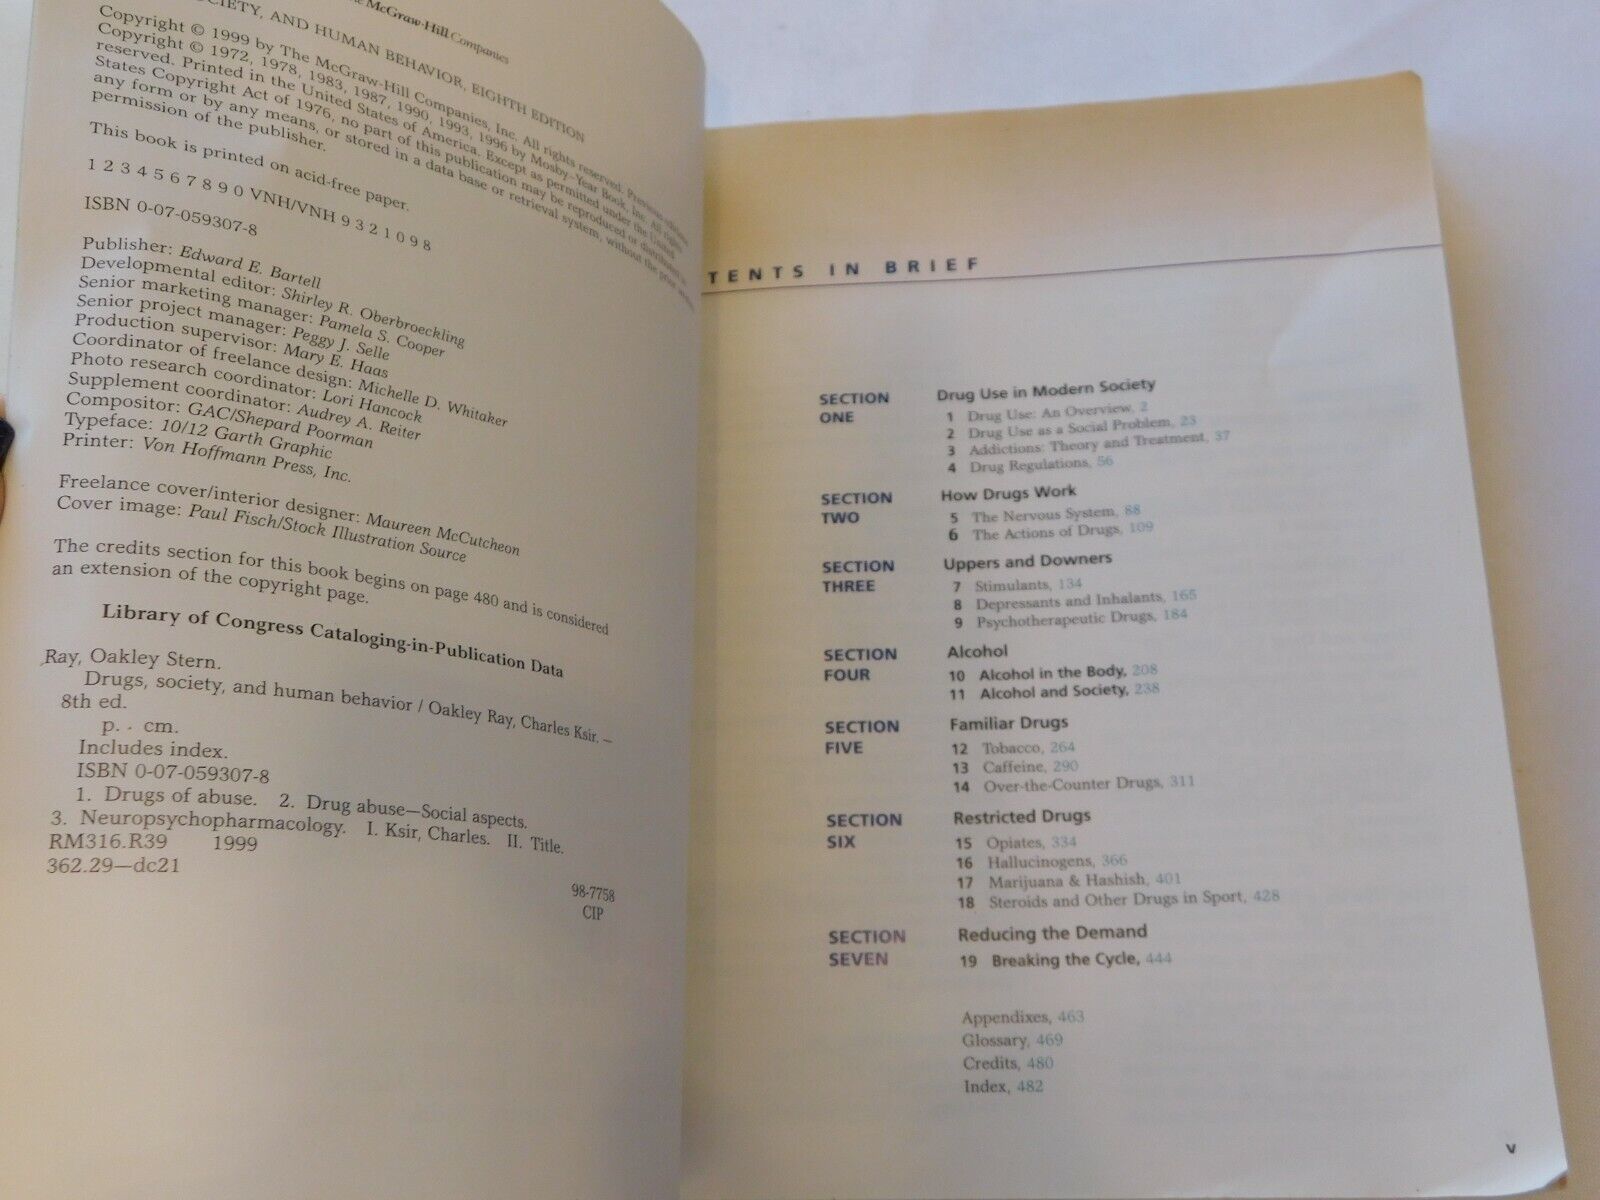 The McGraw-Hill Companies
SOCIETY, AND HUMAN BEHAVIOR, EIGHTH EDITION
Copyright © 1999 by The McGraw-Hill Companies, Inc. All rights reserved. Previous editions
Copyright © 1972, 1978, 1983, 1987, 1990, 1993, 1996 by Mosby–Year Book, Inc. All rights
reserved. Printed in the United States of America. Except as permitted under the United
States Copyright Act of 1976, no part of this publication may be reproduced or distributed in
any form or by any means, or stored in a data base or retrieval system, without the prior written
permission of the publisher.
This book is printed on acid-free paper.
1 2 3 4 5 6 7 8 9 0 VNH/VNH 9 3 2 1 0 9 8
ISBN 0-07-059307-8
Publisher: Edward E. Bartell
Developmental editor: Shirley R. Oberbroeckling
Senior marketing manager: Pamela S. Cooper
Senior project manager: Peggy J. Selle
Production supervisor: Mary E. Haas
Coordinator of freelance design: Michelle D. Whitaker
Photo research coordinator: Lori Hancock
Supplement coordinator: Audrey A. Reiter
Compositor: GAC/Shepard Poorman
Typeface: 10/12 Garth Graphic
Printer: Von Hoffmann Press, Inc.
Freelance cover/interior designer: Maureen McCutcheon
Cover image: Paul Fisch/Stock Illustration Source
The credits section for this book begins on page 480 and is considered
an extension of the copyright page.
Library of Congress Cataloging-in-Publication Data
Ray, Oakley Stern.
Drugs, society, and human behavior / Oakley Ray, Charles Ksir. –
8th ed.
p. . cm.
Includes index.
ISBN 0-07-059307-8
1. Drugs of abuse. 2. Drug abuse—Social aspects.
3. Neuropsychopharmacology. I. Ksir, Charles. II. Title.
RM316.R39 1999
362.29—dc21
98-7758
CIP
TENTS IN BRIEF
SECTION ONE Drug Use in Modern Society
1 Drug Use: An Overview, 2
2 Drug Use as a Social Problem, 23
3 Addictions: Theory and Treatment, 37
4 Drug Regulations, 56
SECTION TWO How Drugs Work
5 The Nervous System, 88
6 The Actions of Drugs, 109
SECTION THREE Uppers and Downers
7 Stimulants, 134
8 Depressants and Inhalants, 165
9 Psychotherapeutic Drugs, 184
SECTION FOUR Alcohol
10 Alcohol in the Body, 208
11 Alcohol and Society, 238
SECTION FIVE Familiar Drugs
12 Tobacco, 264
13 Caffeine, 290
14 Over-the-Counter Drugs, 311
SECTION SIX Restricted Drugs
15 Opiates, 334
16 Hallucinogens, 366
17 Marijuana & Hashish, 401
18 Steroids and Other Drugs in Sport, 428
SECTION SEVEN Reducing the Demand
19 Breaking the Cycle, 444
Appendixes, 463
Glossary, 469
Credits, 480
Index, 482
v